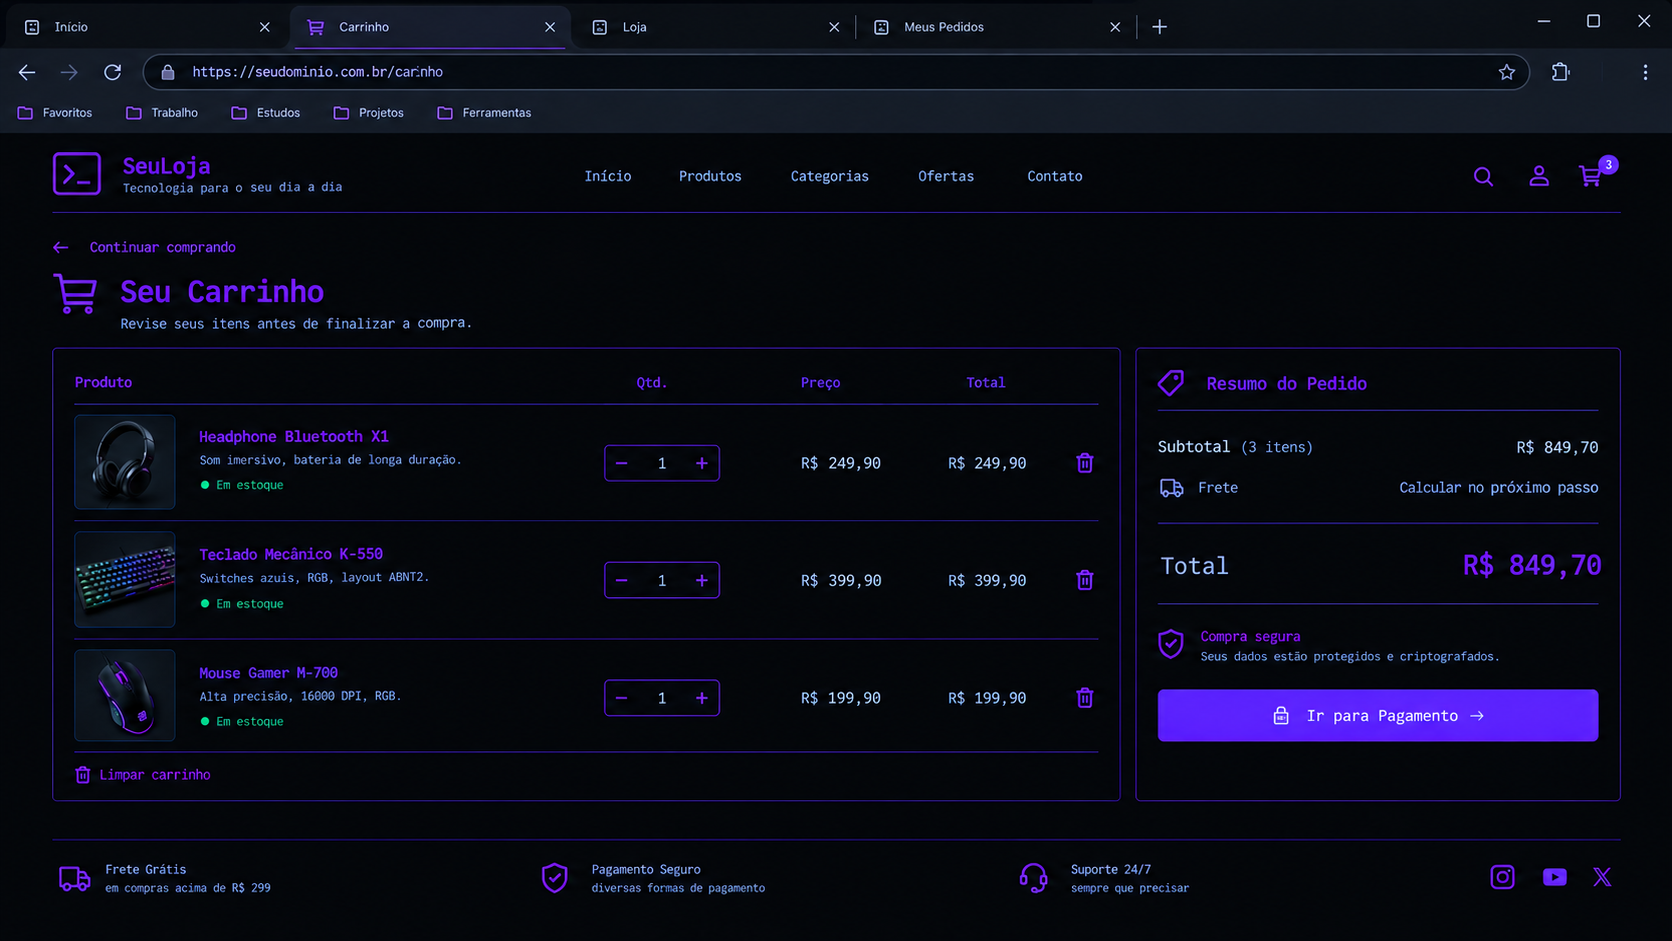 Início
Carrinho
Loja
Meus Pedidos
https://seudominio.com.br/carinho
Favoritos
Trabalho
Estudos
Projetos
Ferramentas
SeuLoja
Tecnologia para o seu dia a dia
Início
Produtos
Categorias
Ofertas
Contato
3
Continuar comprando
Seu Carrinho
Revise seus itens antes de finalizar a compra.
Produto
Qtd.
Preço
Total
Headphone Bluetooth X1
Som imersivo, bateria de longa duração.
Em estoque
1
R$ 249,90
R$ 249,90
Teclado Mecânico K-550
Switches azuis, RGB, layout ABNT2.
Em estoque
1
R$ 399,90
R$ 399,90
Mouse Gamer M-700
Alta precisão, 16000 DPI, RGB.
Em estoque
1
R$ 199,90
R$ 199,90
Limpar carrinho
Resumo do Pedido
Subtotal (3 itens)
R$ 849,70
Frete
Calcular no próximo passo
Total
R$ 849,70
Compra segura
Seus dados estão protegidos e criptografados.
Ir para Pagamento →
Frete Grátis
em compras acima de R$ 299
Pagamento Seguro
diversas formas de pagamento
Suporte 24/7
sempre que precisar